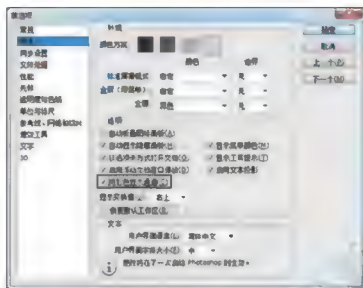 首选项
常规
界面
同步设置
文件处理
性能
光标
透明度与色域
单位与标尺
参考线、网格和切片
增效工具
文字
3D
外观
颜色方案:
颜色
边界
标准屏幕模式
自定
无
全屏(带菜单)
自定
无
全屏
黑色
无
选项
自动折叠图标面板(A)
自动显示隐藏面板(H)
以选项卡方式打开文档(O)
启用浮动文档窗口停放(D)
显示菜单颜色(M)
显示工具提示(T)
启用文本投影
恢复默认工作区(S)
文本
用户界面语言(L): 简体中文
用户界面字体大小(Z): 中
更改将在下一次启动 Photoshop 时生效。
确定
取消
上一个(P)
下一个(N)